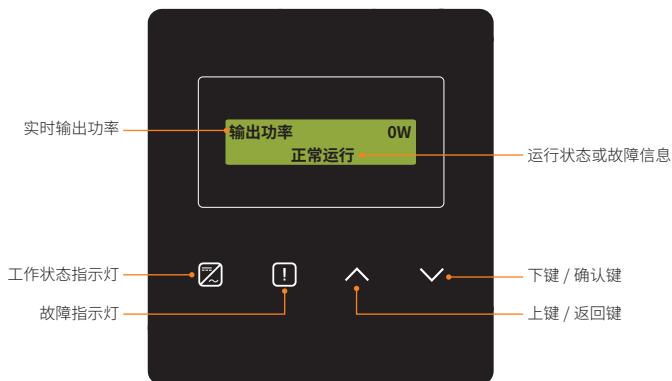 实时输出功率
输出功率 0W
正常运行
运行状态或故障信息
工作状态指示灯
!
下键 / 确认键
故障指示灯
上键 / 返回键